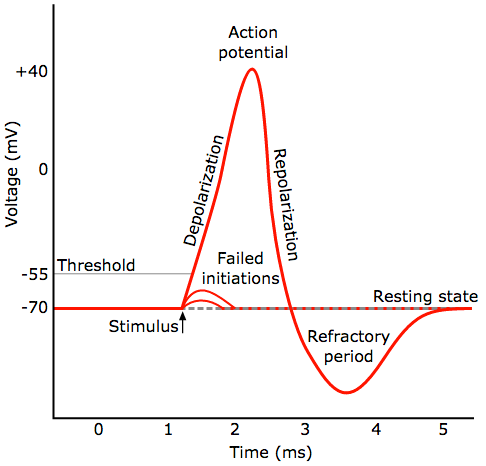 Action
potential
+40
Depolarization
Repolarization
0
Voltage (mV)
Failed
initiations
-55
Threshold
-70
Resting state
Stimulus
Refractory
period
0 1 2 3 4 5
Time (ms)